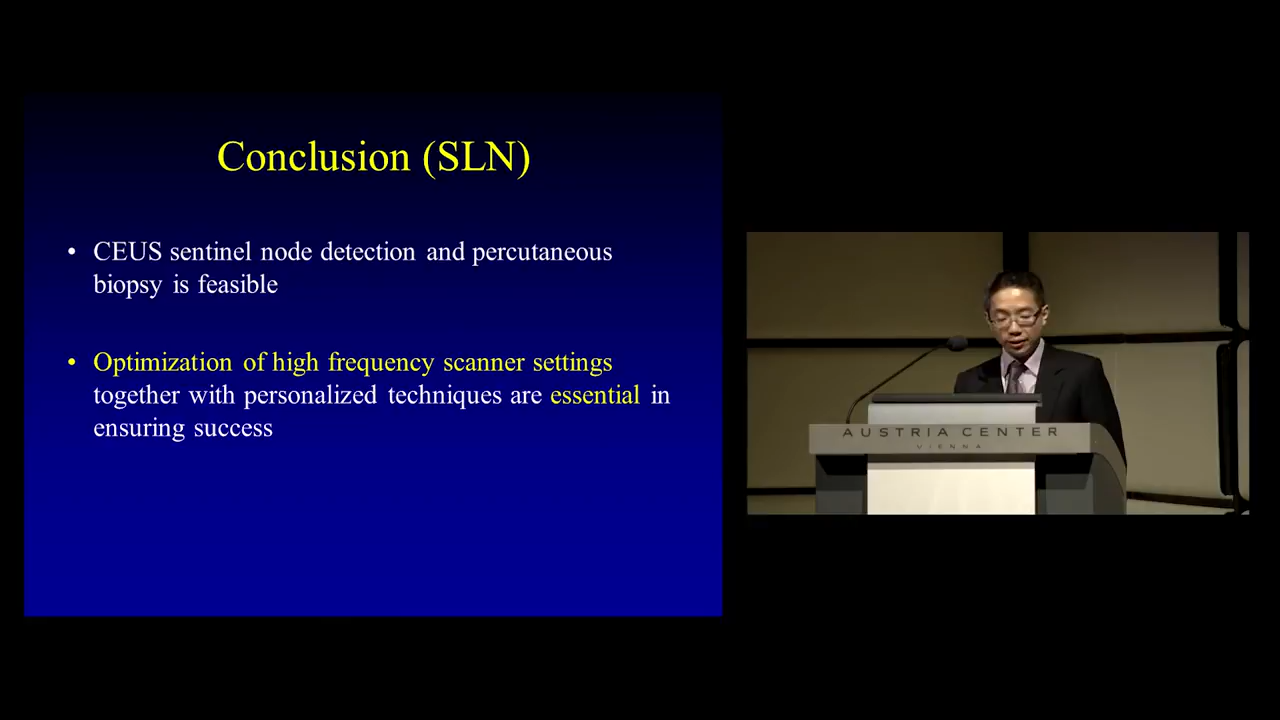 Conclusion (SLN)
• CEUS sentinel node detection and percutaneous
biopsy is feasible
• Optimization of high frequency scanner settings
together with personalized techniques are essential in
ensuring success
AUSTRIA CENTER
VIENNA